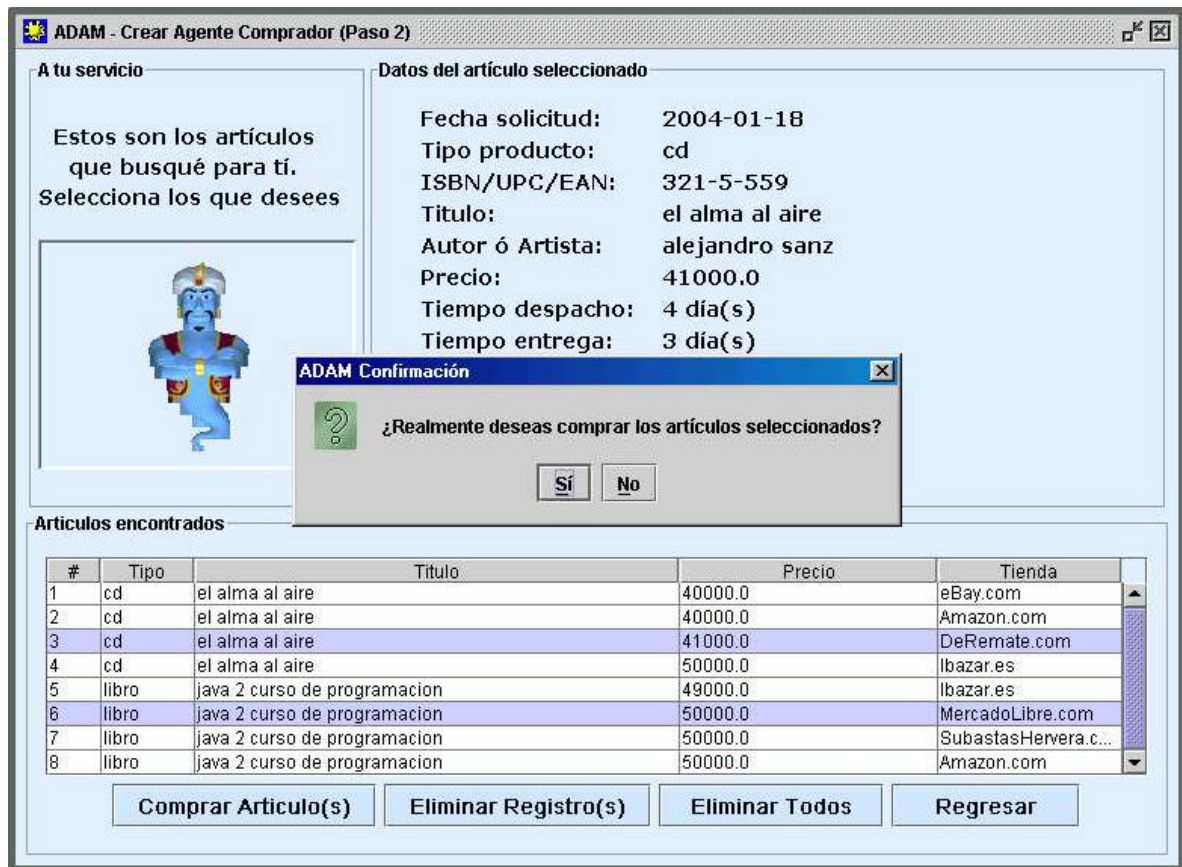 ADAM - Crear Agente Comprador (Paso 2)
A tu servicio
Estos son los artículos
que busqué para tí.
Selecciona los que desees
Datos del artículo seleccionado
Fecha solicitud: 2004-01-18
Tipo producto: cd
ISBN/UPC/EAN: 321-5-559
Titulo: el alma al aire
Autor ó Artista: alejandro sanz
Precio: 41000.0
Tiempo despacho: 4 día(s)
Tiempo entrega: 3 día(s)
ADAM Confirmación
¿Realmente deseas comprar los artículos seleccionados?
Sí No
Articulos encontrados
# Tipo Titulo Precio Tienda
1 cd el alma al aire 40000.0 eBay.com
2 cd el alma al aire 40000.0 Amazon.com
3 cd el alma al aire 41000.0 DeRemate.com
4 cd el alma al aire 50000.0 Ibazar.es
5 libro java 2 curso de programacion 49000.0 Ibazar.es
6 libro java 2 curso de programacion 50000.0 MercadoLibre.com
7 libro java 2 curso de programacion 50000.0 SubastasHervera.c...
8 libro java 2 curso de programacion 50000.0 Amazon.com
Comprar Articulo(s) Eliminar Registro(s) Eliminar Todos Regresar